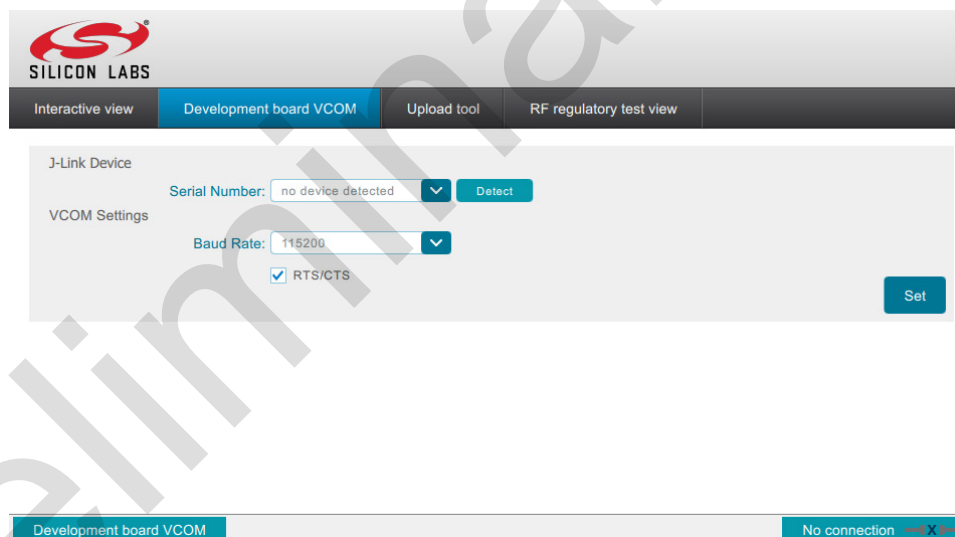 SILICON LABS
Interactive view Development board VCOM Upload tool RF regulatory test view
J-Link Device
Serial Number: no device detected Detect
VCOM Settings
Baud Rate: 115200
RTS/CTS
Set
Development board VCOM No connection X